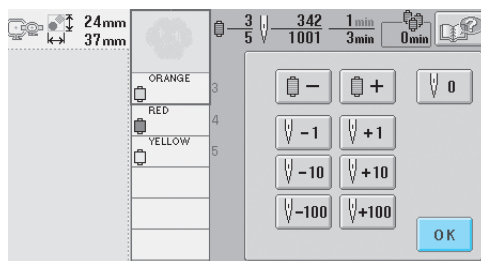 24mm
37mm
3
5
342
1001
1min
3min
0min
?
ORANGE
3
RED
4
YELLOW
5
−
+
0
−1
+1
−10
+10
−100
+100
OK